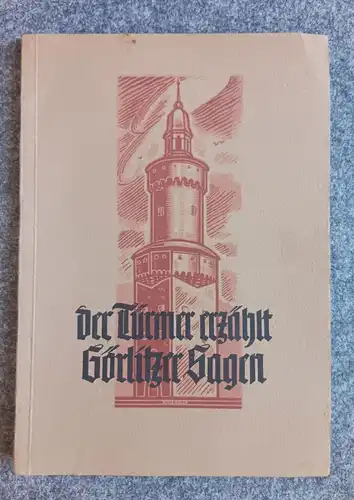 der Türmer erzählt
Görlitzer Sagen